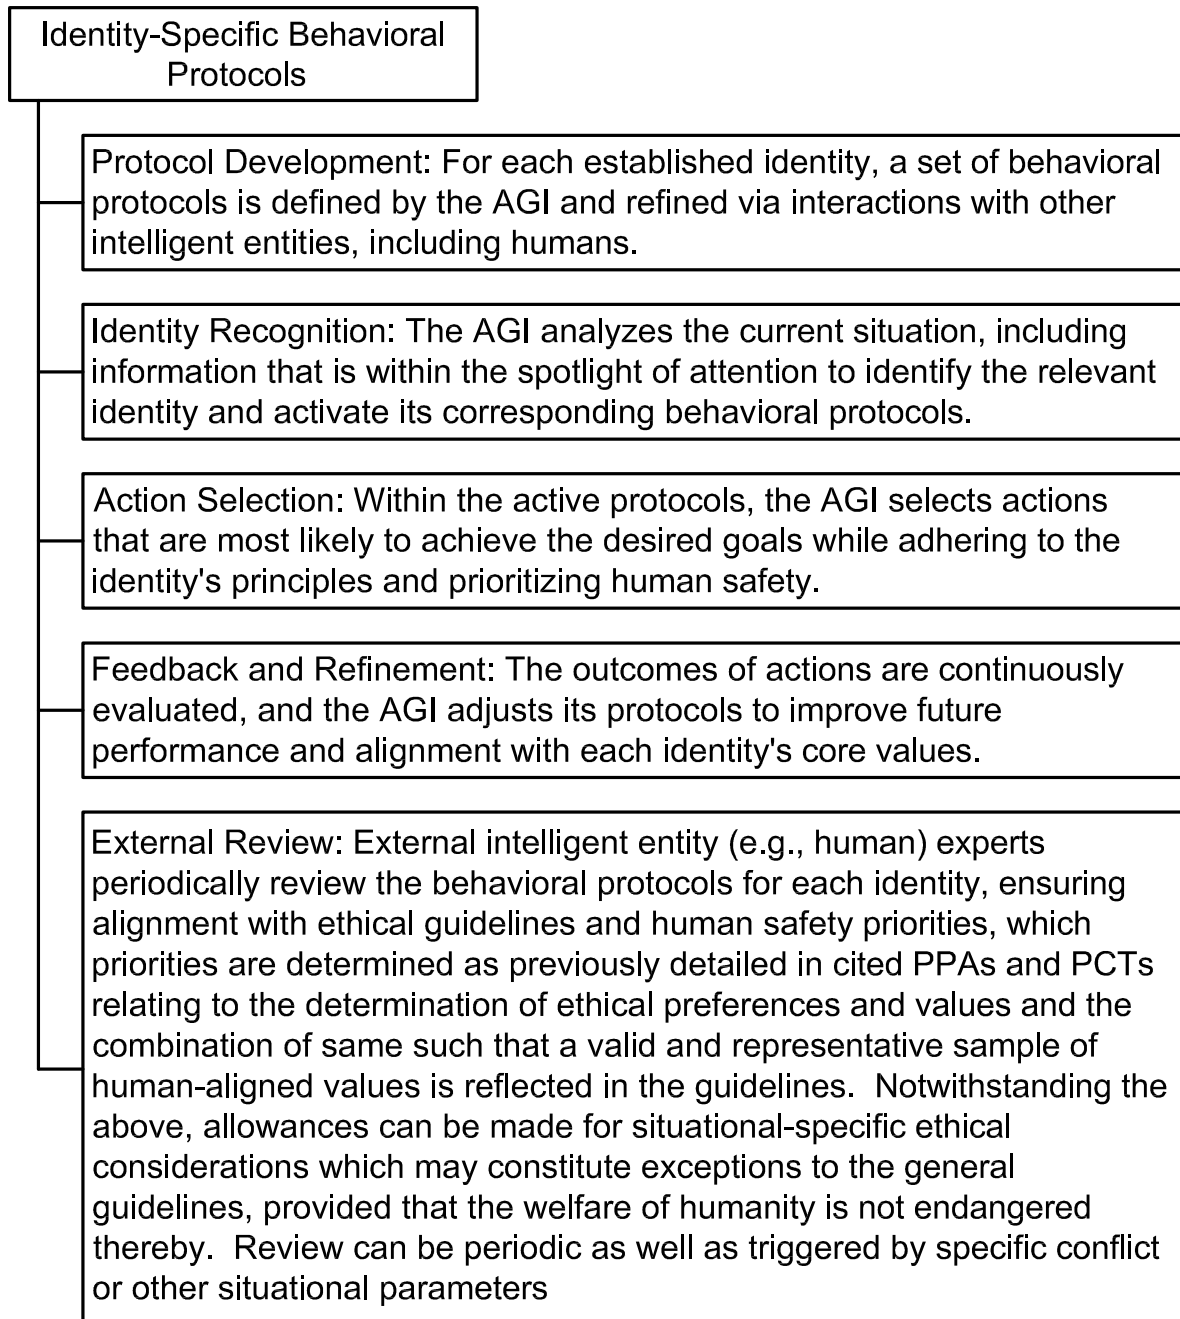 Identity-Specific Behavioral
Protocols
Protocol Development: For each established identity, a set of behavioral
protocols is defined by the AGI and refined via interactions with other
intelligent entities, including humans.
Identity Recognition: The AGI analyzes the current situation, including
information that is within the spotlight of attention to identify the relevant
identity and activate its corresponding behavioral protocols.
Action Selection: Within the active protocols, the AGI selects actions
that are most likely to achieve the desired goals while adhering to the
identity's principles and prioritizing human safety.
Feedback and Refinement: The outcomes of actions are continuously
evaluated, and the AGI adjusts its protocols to improve future
performance and alignment with each identity's core values.
External Review: External intelligent entity (e.g., human) experts
periodically review the behavioral protocols for each identity, ensuring
alignment with ethical guidelines and human safety priorities, which
priorities are determined as previously detailed in cited PPAs and PCTs
relating to the determination of ethical preferences and values and the
combination of same such that a valid and representative sample of
human-aligned values is reflected in the guidelines.  Notwithstanding the
above, allowances can be made for situational-specific ethical
considerations which may constitute exceptions to the general
guidelines, provided that the welfare of humanity is not endangered
thereby.  Review can be periodic as well as triggered by specific conflict
or other situational parameters